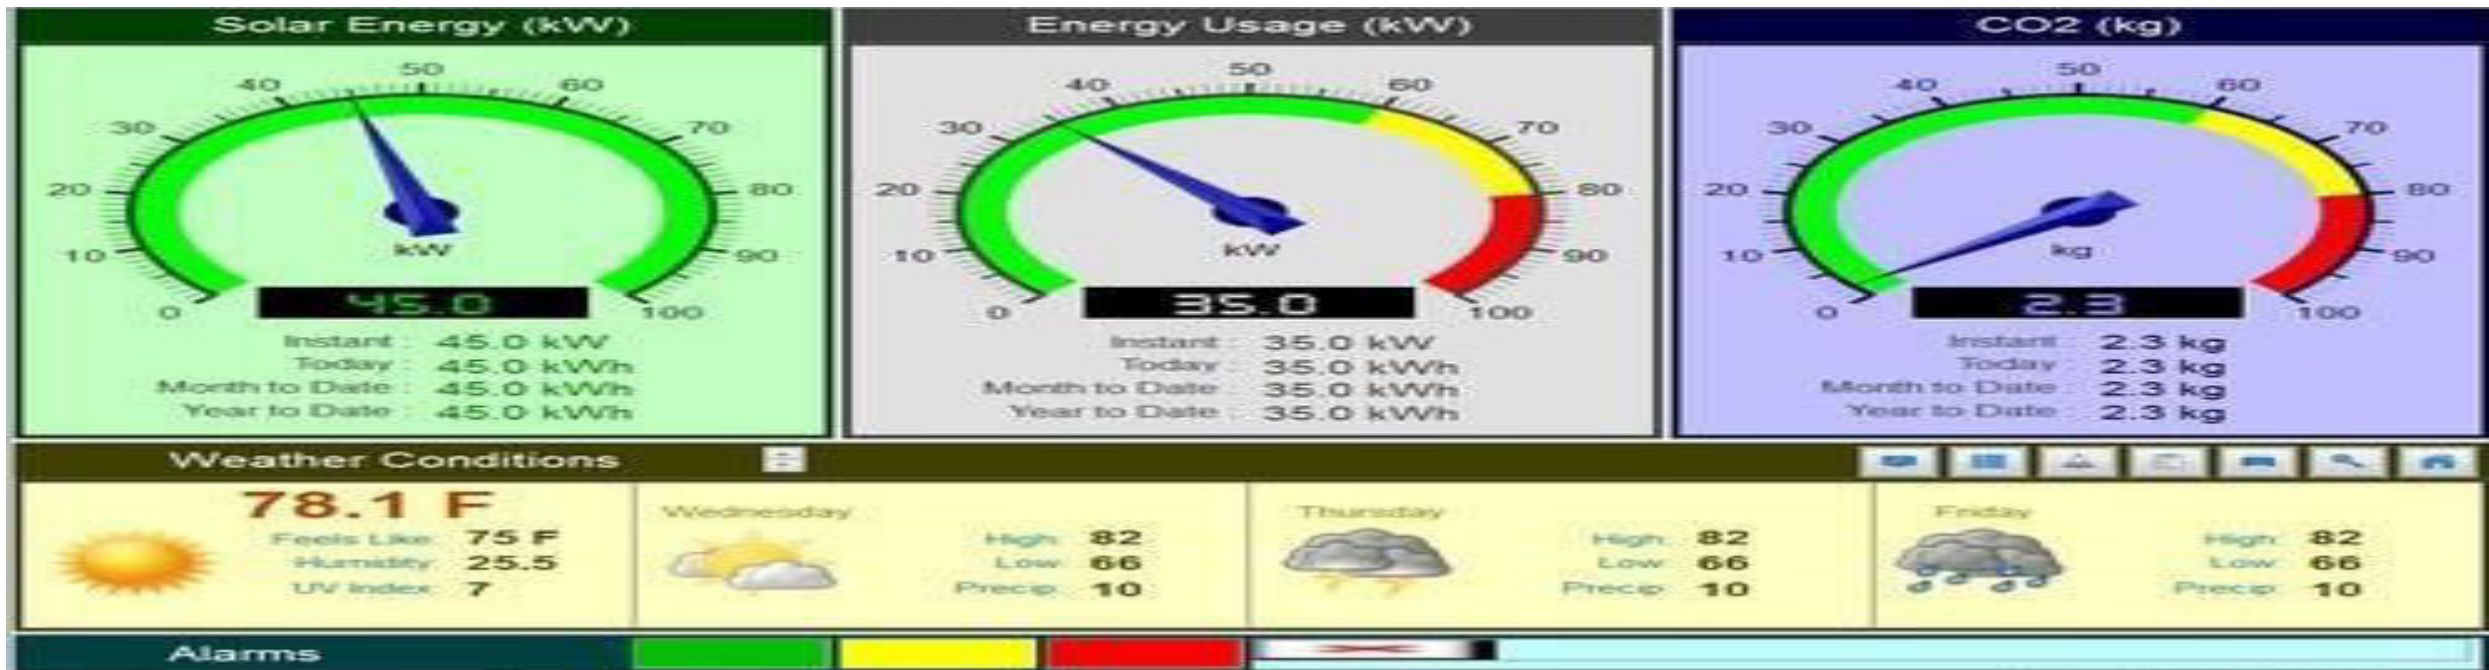 Solar Energy (kW)
0
10
20
30
40
50
60
70
80
90
100
kW
45.0
Instant : 45.0 kW
Today : 45.0 kWh
Month to Date : 45.0 kWh
Year to Date : 45.0 kWh
Energy Usage (kW)
0
10
20
30
40
50
60
70
80
90
100
kW
35.0
Instant : 35.0 kW
Today : 35.0 kWh
Month to Date : 35.0 kWh
Year to Date : 35.0 kWh
CO2 (kg)
0
10
20
30
40
50
60
70
80
90
100
kg
2.3
Instant : 2.3 kg
Today : 2.3 kg
Month to Date : 2.3 kg
Year to Date : 2.3 kg
Weather Conditions
78.1 F
Feels Like 75 F
Humidity 25.5
UV Index 7
Wednesday
High 82
Low 66
Precip 10
Thursday
High 82
Low 66
Precip 10
Friday
High 82
Low 66
Precip 10
Alarms